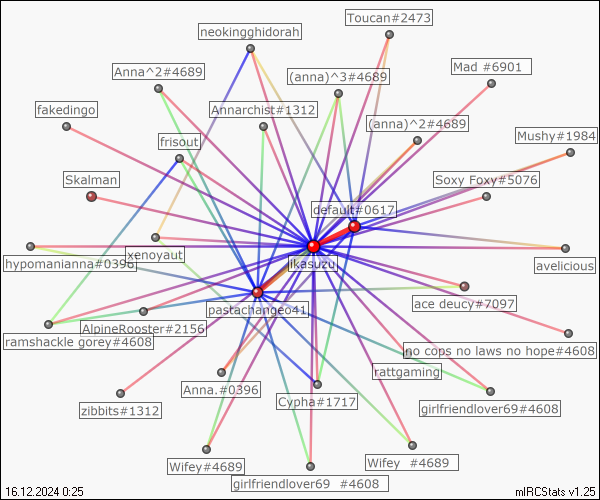 Toucan#2473
neokingghidorah
Mad #6901
Anna^2#4689
(anna)^3#4689
fakedingo
Annarchist#1312
(anna)^2#4689
frisout
Mushy#1984
Skalman
Soxy Foxy#5076
default#0617
xenoyaut
hypomanianna#0396
ikasuzu
avelicious
pastachangeo41
ace deucy#7097
AlpineRooster#2156
ramshackle gorey#4608
no cops no laws no hope#4608
rattgaming
Anna.#0396
zibbits#1312
Cypha#1717
girlfriendlover69#4608
Wifey#4689
Wifey #4689
girlfriendlover69 #4608
16.12.2024 0:25
mIRCStats v1.25